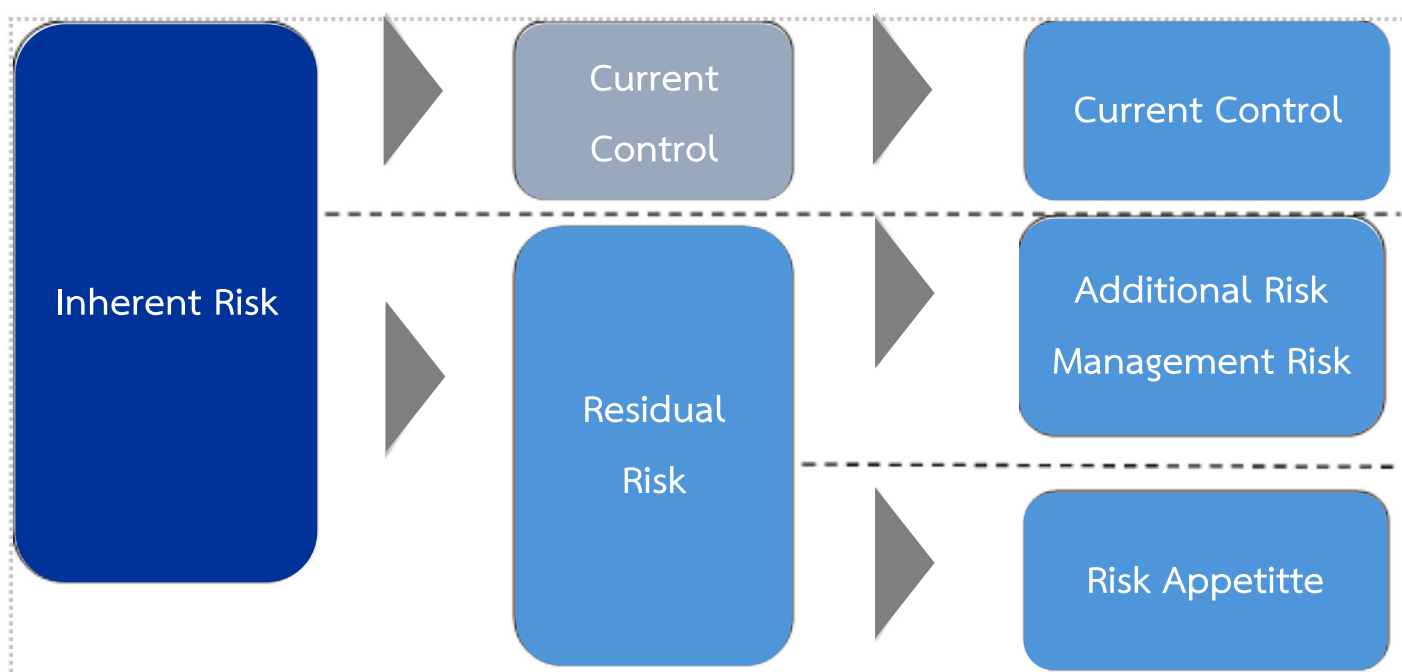 Inherent Risk
Current
Control
Current Control
Residual
Risk
Additional Risk
Management Risk
Risk Appetitte